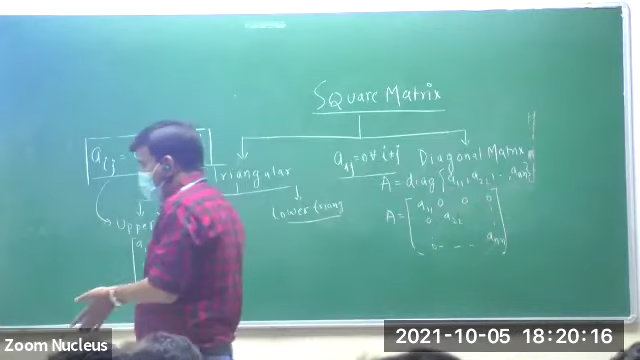 Square Matrix
aij =
Triangular
aij = 0 ∀ i≠j
Diagonal Matrix
A = diag{a11, a22, ..., ann}
Upper
Lower triang
A = [a11 0 0 0
0 a22
0 - - - ann]
Zoom Nucleus
2021-10-05 18:20:16